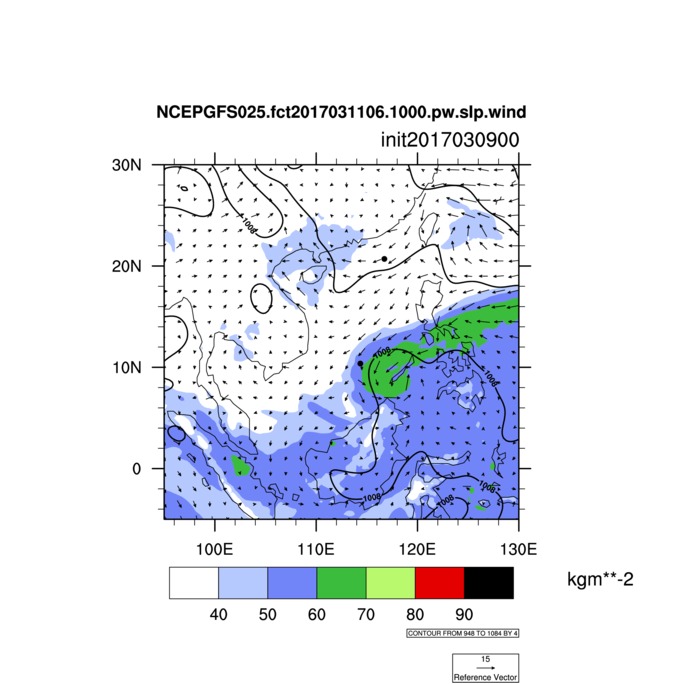 NCEPGFS025.fct2017031106.1000.pw.slp.wind
init2017030900
30N
1008
20N
1008
10N
1008
0
1008
1008
1008
100E 110E 120E 130E
kgm**-2
40 50 60 70 80 90
CONTOUR FROM 948 TO 1084 BY 4
15
Reference Vector